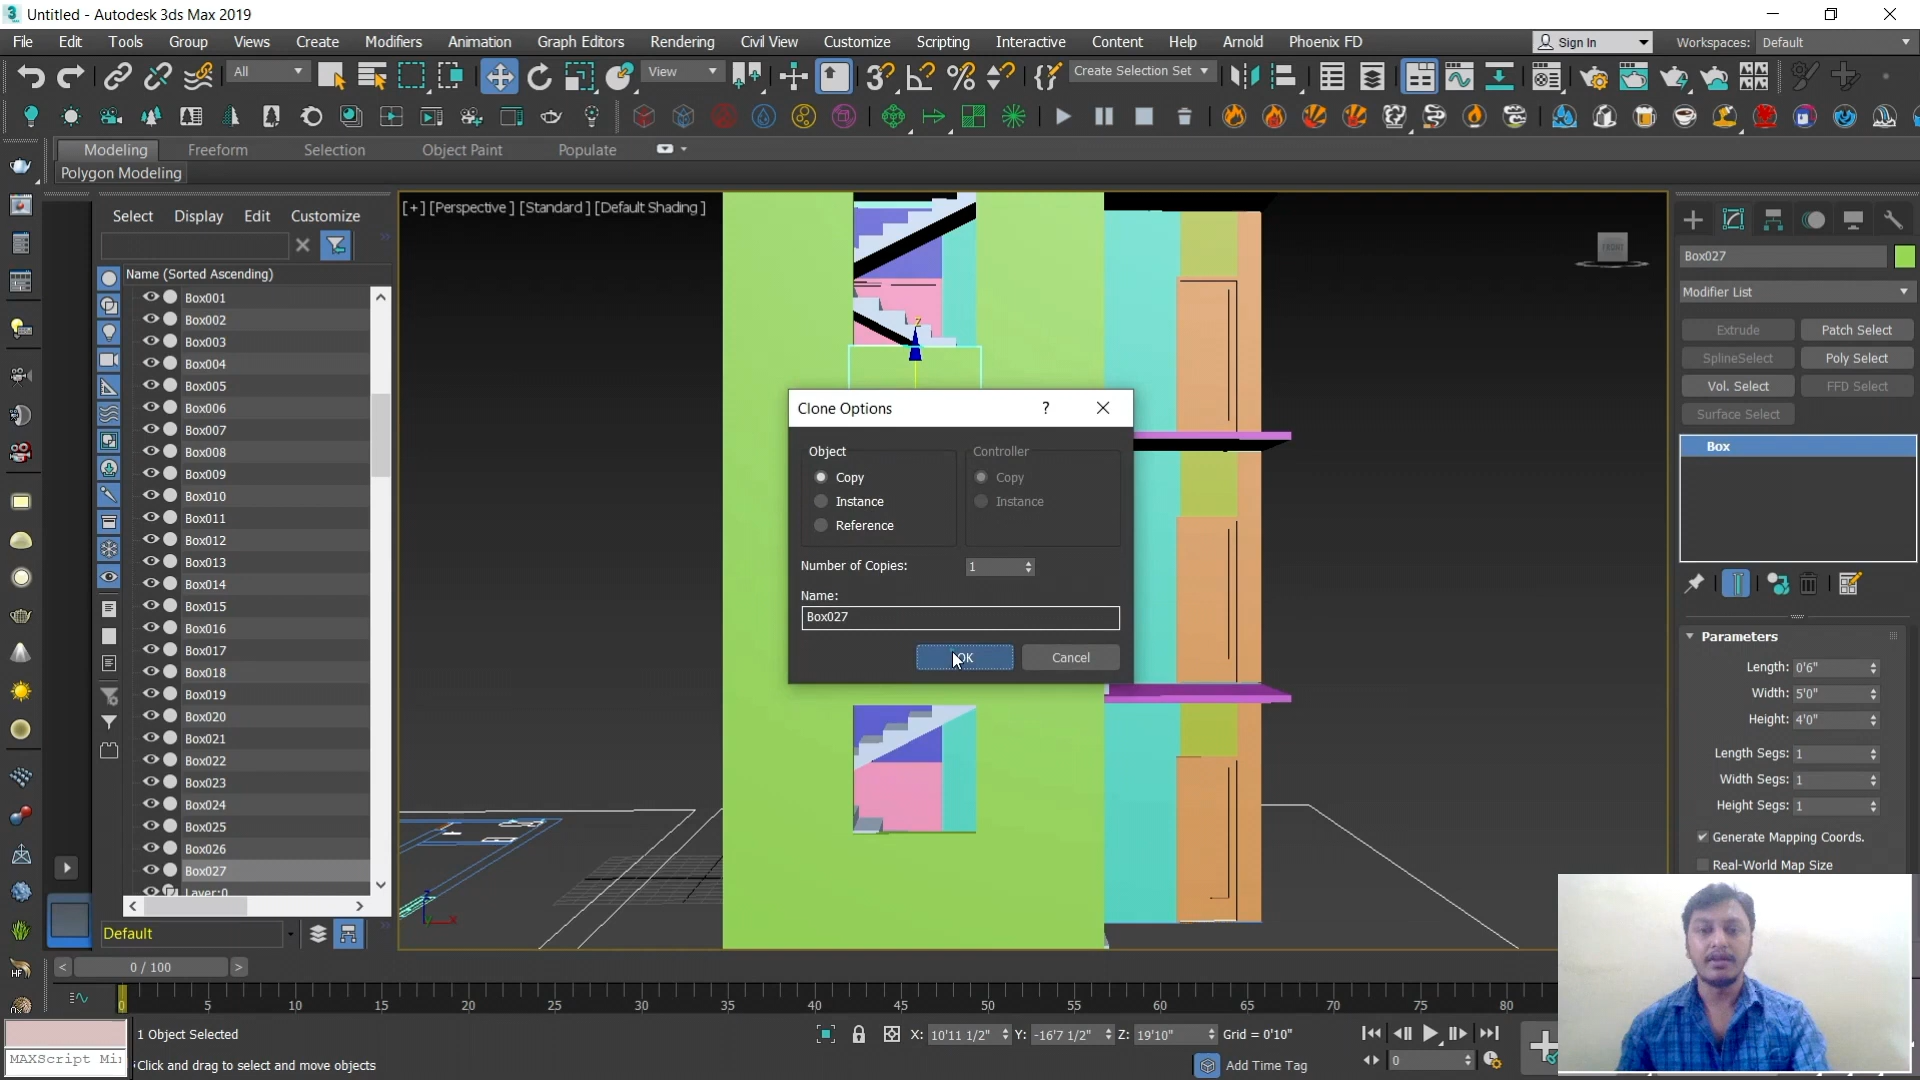 Untitled - Autodesk 3ds Max 2019
File Edit Tools Group Views Create Modifiers Animation Graph Editors Rendering Civil View Customize Scripting Interactive Content Help Arnold Phoenix FD Sign In Workspaces: Default
All View Create Selection Set
Modeling Freeform Selection Object Paint Populate
Polygon Modeling
Select Display Edit Customize
[+] [Perspective ] [Standard ] [Default Shading ]
FRONT
Name (Sorted Ascending)
Box001
Box002
Box003
Box004
Box005
Box006
Box007
Box008
Box009
Box010
Box011
Box012
Box013
Box014
Box015
Box016
Box017
Box018
Box019
Box020
Box021
Box022
Box023
Box024
Box025
Box026
Box027
Layer:0
Default
z
x
Clone Options ?
Object Controller
Copy Copy
Instance Instance
Reference
Number of Copies: 1
Name:
Box027
OK Cancel
Box027
Modifier List
Extrude Patch Select
SplineSelect Poly Select
Vol. Select FFD Select
Surface Select
Box
Parameters
Length: 0'6"
Width: 5'0"
Height: 4'0"
Length Segs: 1
Width Segs: 1
Height Segs: 1
Generate Mapping Coords.
Real-World Map Size
HF
< 0 / 100 >
0 5 10 15 20 25 30 35 40 45 50 55 60 65 70 75 80
1 Object Selected X: 10'11 1/2" Y: -16'7 1/2" Z: 19'10" Grid = 0'10"
MAXScript Mi Click and drag to select and move objects Add Time Tag 0